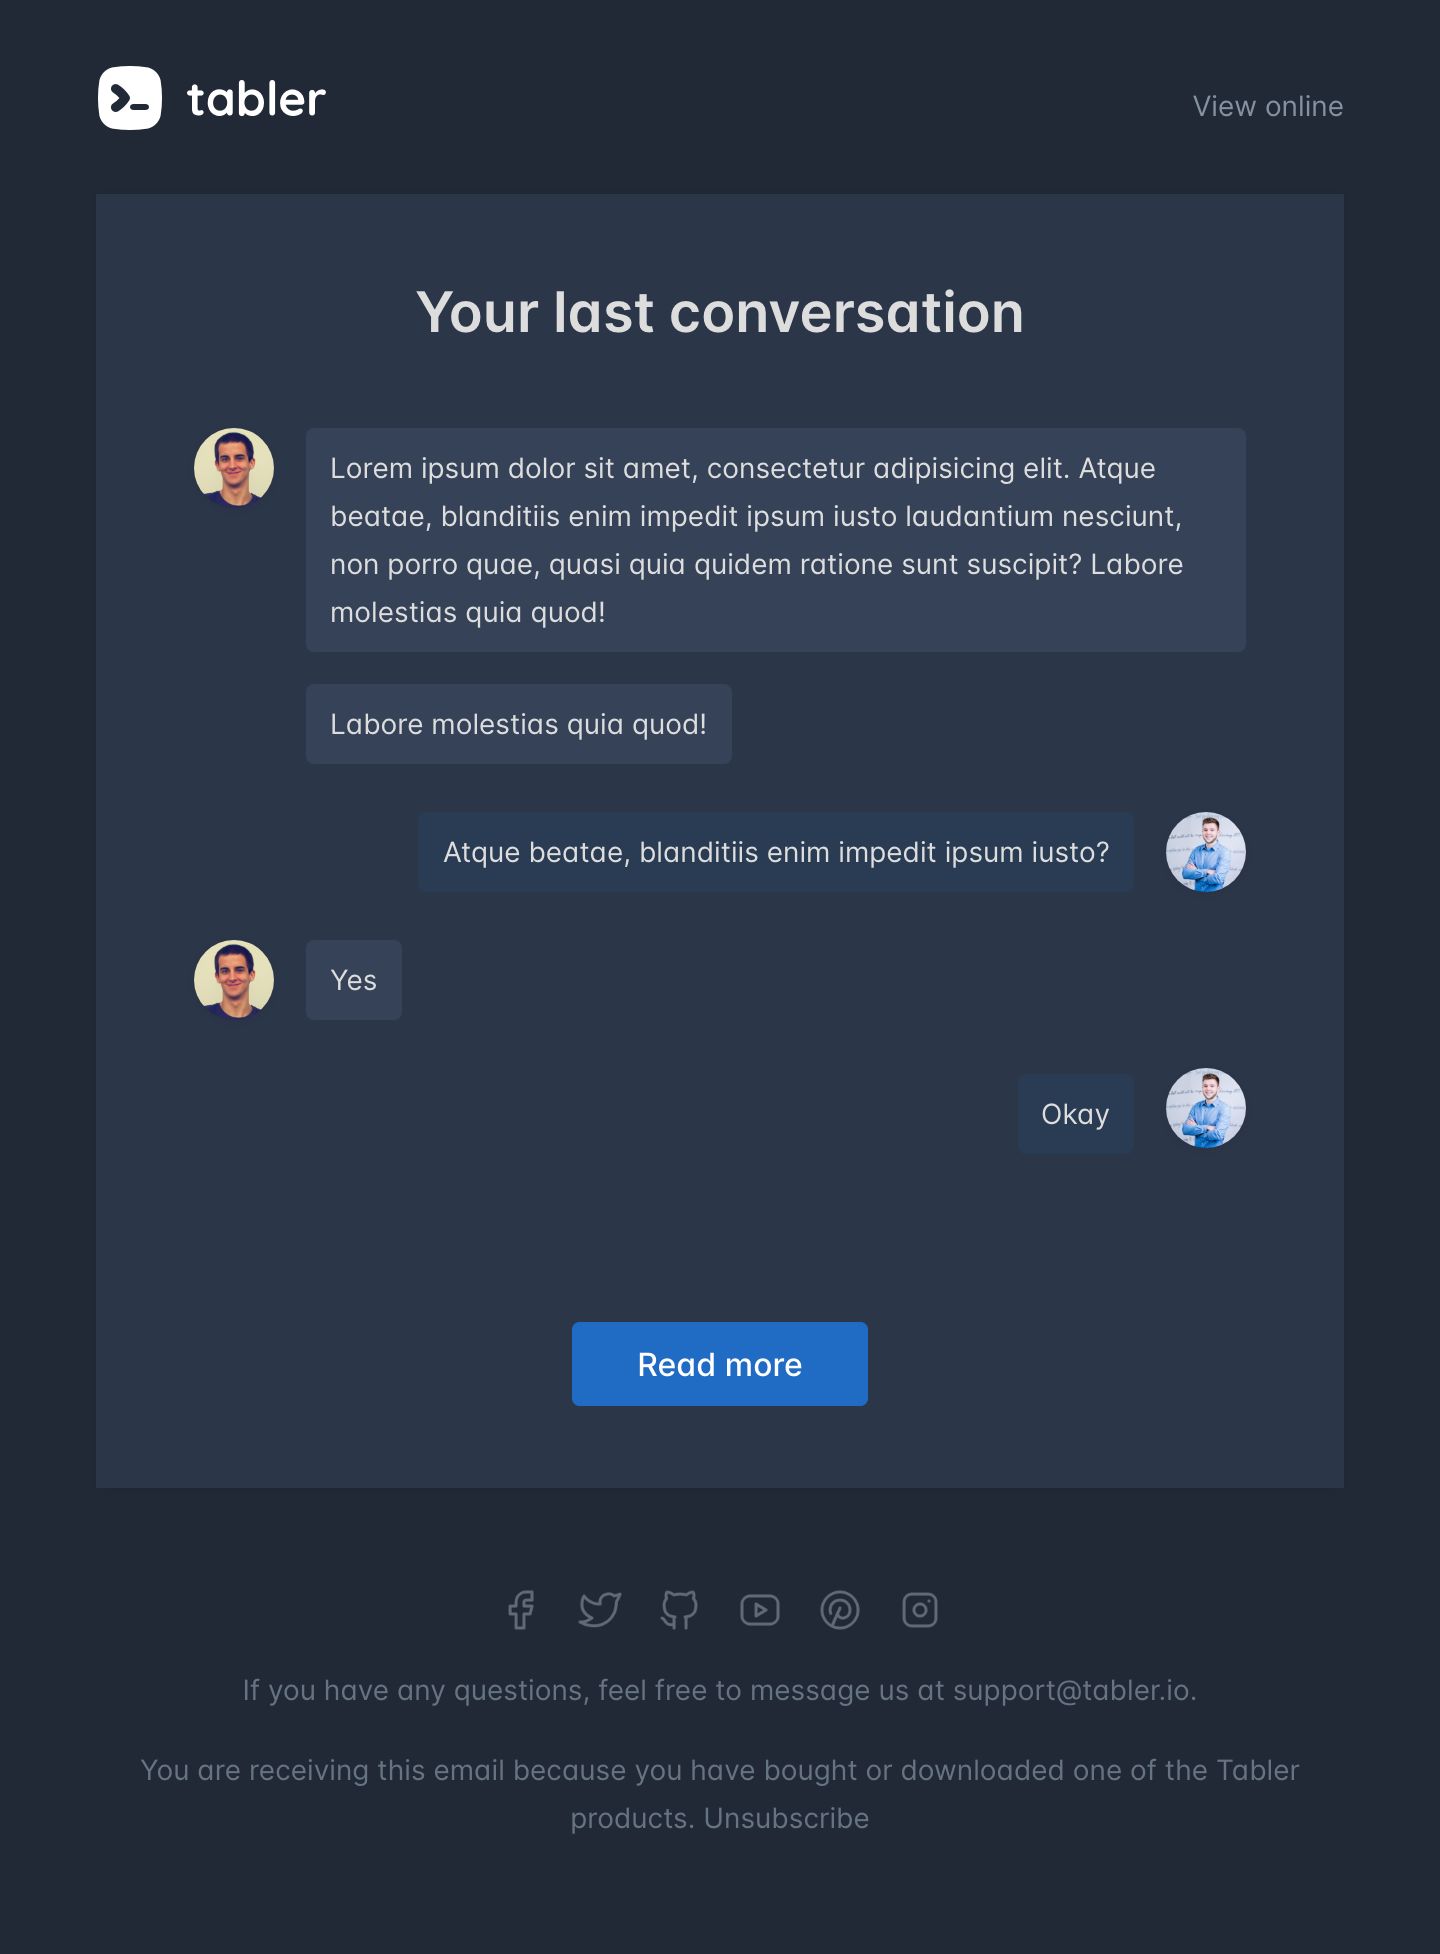 tabler
View online
Your last conversation
Lorem ipsum dolor sit amet, consectetur adipisicing elit. Atque
beatae, blanditiis enim impedit ipsum iusto laudantium nesciunt,
non porro quae, quasi quia quidem ratione sunt suscipit? Labore
molestias quia quod!
Labore molestias quia quod!
Atque beatae, blanditiis enim impedit ipsum iusto?
Yes
Okay
Read more
If you have any questions, feel free to message us at support@tabler.io.
You are receiving this email because you have bought or downloaded one of the Tabler
products. Unsubscribe